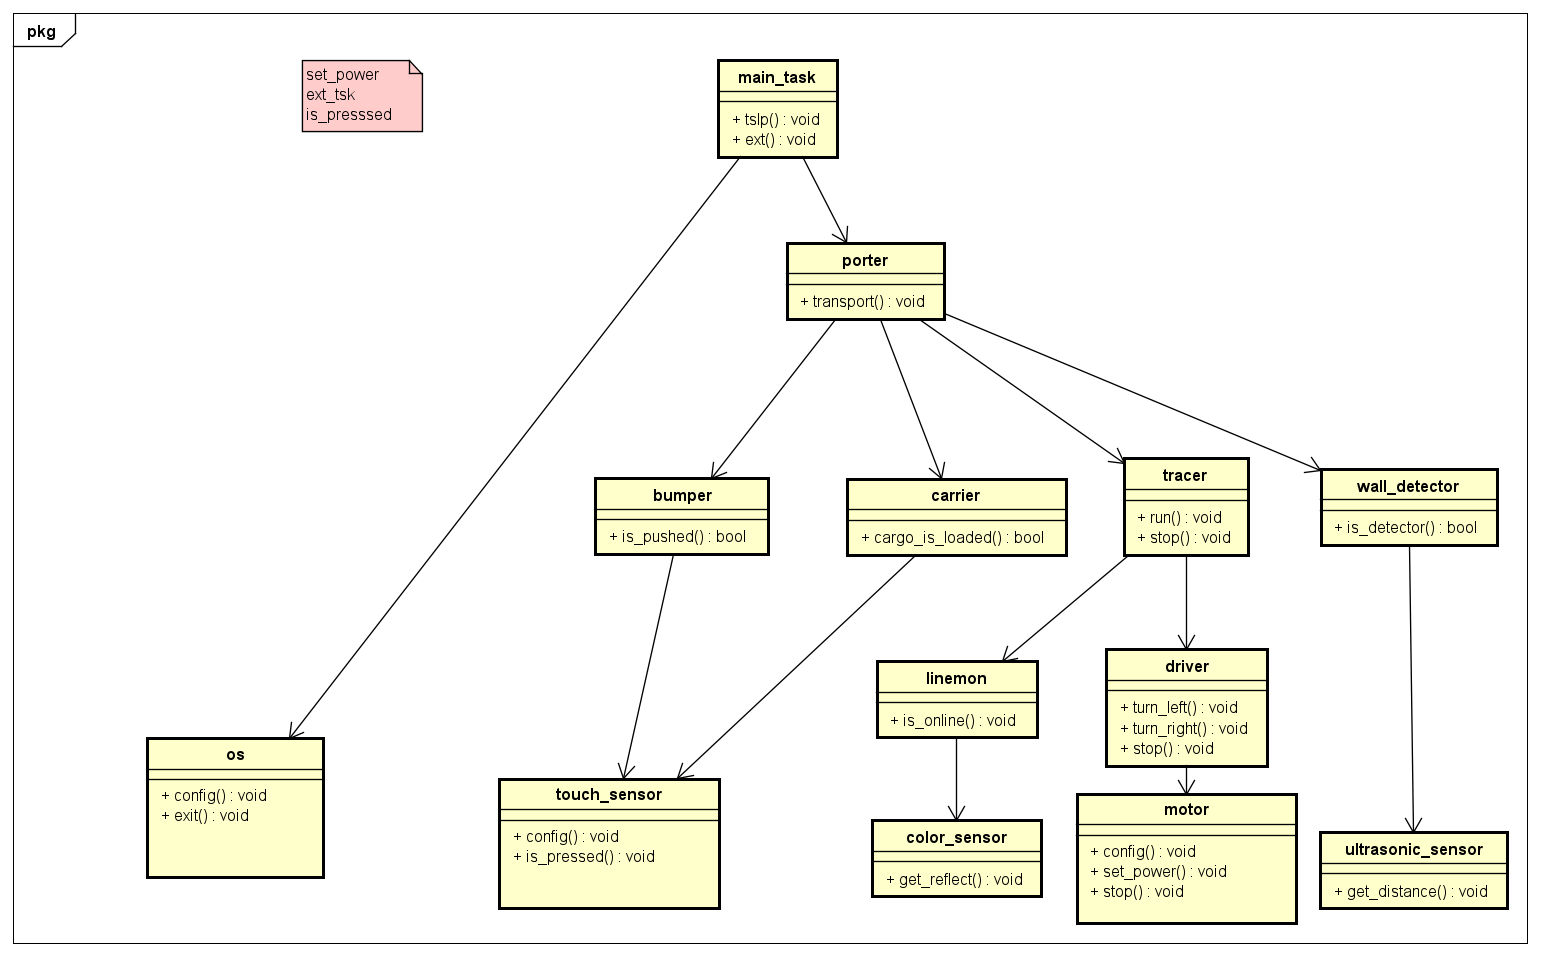 pkg
set_power
ext_tsk
is_presssed
main_task
+ tslp() : void
+ ext() : void
porter
+ transport() : void
bumper
+ is_pushed() : bool
carrier
+ cargo_is_loaded() : bool
tracer
+ run() : void
+ stop() : void
wall_detector
+ is_detector() : bool
linemon
+ is_online() : void
driver
+ turn_left() : void
+ turn_right() : void
+ stop() : void
os
+ config() : void
+ exit() : void
touch_sensor
+ config() : void
+ is_pressed() : void
color_sensor
+ get_reflect() : void
motor
+ config() : void
+ set_power() : void
+ stop() : void
ultrasonic_sensor
+ get_distance() : void